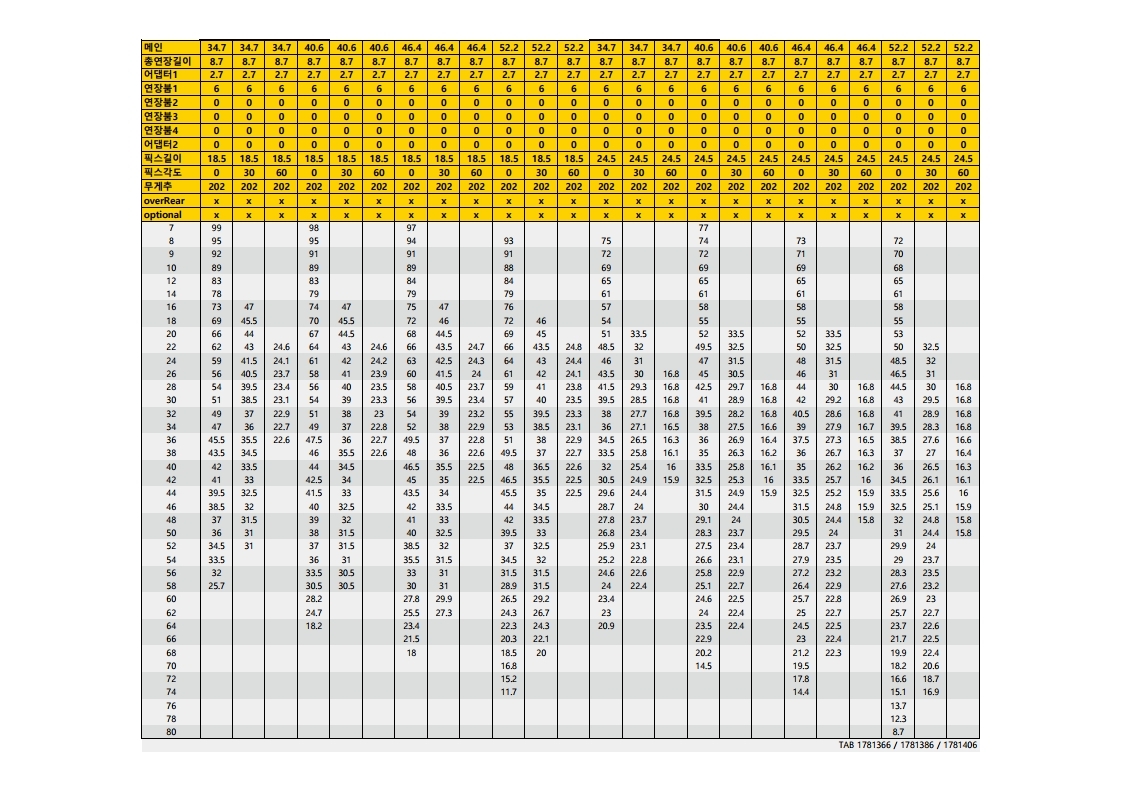 메인 34.7 34.7 34.7 40.6 40.6 40.6 46.4 46.4 46.4 52.2 52.2 52.2 34.7 34.7 34.7 40.6 40.6 40.6 46.4 46.4 46.4 52.2 52.2 52.2
총연장길이 8.7 8.7 8.7 8.7 8.7 8.7 8.7 8.7 8.7 8.7 8.7 8.7 8.7 8.7 8.7 8.7 8.7 8.7 8.7 8.7 8.7 8.7 8.7 8.7
어댑터1 2.7 2.7 2.7 2.7 2.7 2.7 2.7 2.7 2.7 2.7 2.7 2.7 2.7 2.7 2.7 2.7 2.7 2.7 2.7 2.7 2.7 2.7 2.7 2.7
연장붐1 6 6 6 6 6 6 6 6 6 6 6 6 6 6 6 6 6 6 6 6 6 6 6 6
연장붐2 0 0 0 0 0 0 0 0 0 0 0 0 0 0 0 0 0 0 0 0 0 0 0 0
연장붐3 0 0 0 0 0 0 0 0 0 0 0 0 0 0 0 0 0 0 0 0 0 0 0 0
연장붐4 0 0 0 0 0 0 0 0 0 0 0 0 0 0 0 0 0 0 0 0 0 0 0 0
어댑터2 0 0 0 0 0 0 0 0 0 0 0 0 0 0 0 0 0 0 0 0 0 0 0 0
픽스길이 18.5 18.5 18.5 18.5 18.5 18.5 18.5 18.5 18.5 18.5 18.5 18.5 24.5 24.5 24.5 24.5 24.5 24.5 24.5 24.5 24.5 24.5 24.5 24.5
픽스각도 0 30 60 0 30 60 0 30 60 0 30 60 0 30 60 0 30 60 0 30 60 0 30 60
무게추 202 202 202 202 202 202 202 202 202 202 202 202 202 202 202 202 202 202 202 202 202 202 202 202
overRear x x x x x x x x x x x x x x x x x x x x x x x x
optional x x x x x x x x x x x x x x x x x x x x x x x x
7 99 98 97 77
8 95 95 94 93 75 74 73 72
9 92 91 91 91 72 72 71 70
10 89 89 89 88 69 69 69 68
12 83 83 84 84 65 65 65 65
14 78 79 79 79 61 61 61 61
16 73 47 74 47 75 47 76 57 58 58 58
18 69 45.5 70 45.5 72 46 72 46 54 55 55 55
20 66 44 67 44.5 68 44.5 69 45 51 33.5 52 33.5 52 33.5 53
22 62 43 24.6 64 43 24.6 66 43.5 24.7 66 43.5 24.8 48.5 32 49.5 32.5 50 32.5 50 32.5
24 59 41.5 24.1 61 42 24.2 63 42.5 24.3 64 43 24.4 46 31 47 31.5 48 31.5 48.5 32
26 56 40.5 23.7 58 41 23.9 60 41.5 24 61 42 24.1 43.5 30 16.8 45 30.5 46 31 46.5 31
28 54 39.5 23.4 56 40 23.5 58 40.5 23.7 59 41 23.8 41.5 29.3 16.8 42.5 29.7 16.8 44 30 16.8 44.5 30 16.8
30 51 38.5 23.1 54 39 23.3 56 39.5 23.4 57 40 23.5 39.5 28.5 16.8 41 28.9 16.8 42 29.2 16.8 43 29.5 16.8
32 49 37 22.9 51 38 23 54 39 23.2 55 39.5 23.3 38 27.7 16.8 39.5 28.2 16.8 40.5 28.6 16.8 41 28.9 16.8
34 47 36 22.7 49 37 22.8 52 38 22.9 53 38.5 23.1 36 27.1 16.5 38 27.5 16.6 39 27.9 16.7 39.5 28.3 16.8
36 45.5 35.5 22.6 47.5 36 22.7 49.5 37 22.8 51 38 22.9 34.5 26.5 16.3 36 26.9 16.4 37.5 27.3 16.5 38.5 27.6 16.6
38 43.5 34.5 46 35.5 22.6 48 36 22.6 49.5 37 22.7 33.5 25.8 16.1 35 26.3 16.2 36 26.7 16.3 37 27 16.4
40 42 33.5 44 34.5 46.5 35.5 22.5 48 36.5 22.6 32 25.4 16 33.5 25.8 16.1 35 26.2 16.2 36 26.5 16.3
42 41 33 42.5 34 45 35 22.5 46.5 35.5 22.5 30.5 24.9 15.9 32.5 25.3 16 33.5 25.7 16 34.5 26.1 16.1
44 39.5 32.5 41.5 33 43.5 34 45.5 35 22.5 29.6 24.4 31.5 24.9 15.9 32.5 25.2 15.9 33.5 25.6 16
46 38.5 32 40 32.5 42 33.5 44 34.5 28.7 24 30 24.4 31.5 24.8 15.9 32.5 25.1 15.9
48 37 31.5 39 32 41 33 42 33.5 27.8 23.7 29.1 24 30.5 24.4 15.8 32 24.8 15.8
50 36 31 38 31.5 40 32.5 39.5 33 26.8 23.4 28.3 23.7 29.5 24 31 24.4 15.8
52 34.5 31 37 31.5 38.5 32 37 32.5 25.9 23.1 27.5 23.4 28.7 23.7 29.9 24
54 33.5 36 31 35.5 31.5 34.5 32 25.2 22.8 26.6 23.1 27.9 23.5 29 23.7
56 32 33.5 30.5 33 31 31.5 31.5 24.6 22.6 25.8 22.9 27.2 23.2 28.3 23.5
58 25.7 30.5 30.5 30 31 28.9 31.5 24 22.4 25.1 22.7 26.4 22.9 27.6 23.2
60 28.2 27.8 29.9 26.5 29.2 23.4 24.6 22.5 25.7 22.8 26.9 23
62 24.7 25.5 27.3 24.3 26.7 23 24 22.4 25 22.7 25.7 22.7
64 18.2 23.4 22.3 24.3 20.9 23.5 22.4 24.5 22.5 23.7 22.6
66 21.5 20.3 22.1 22.9 23 22.4 21.7 22.5
68 18 18.5 20 20.2 21.2 22.3 19.9 22.4
70 16.8 14.5 19.5 18.2 20.6
72 15.2 17.8 16.6 18.7
74 11.7 14.4 15.1 16.9
76 13.7
78 12.3
80 8.7
TAB 1781366 / 1781386 / 1781406